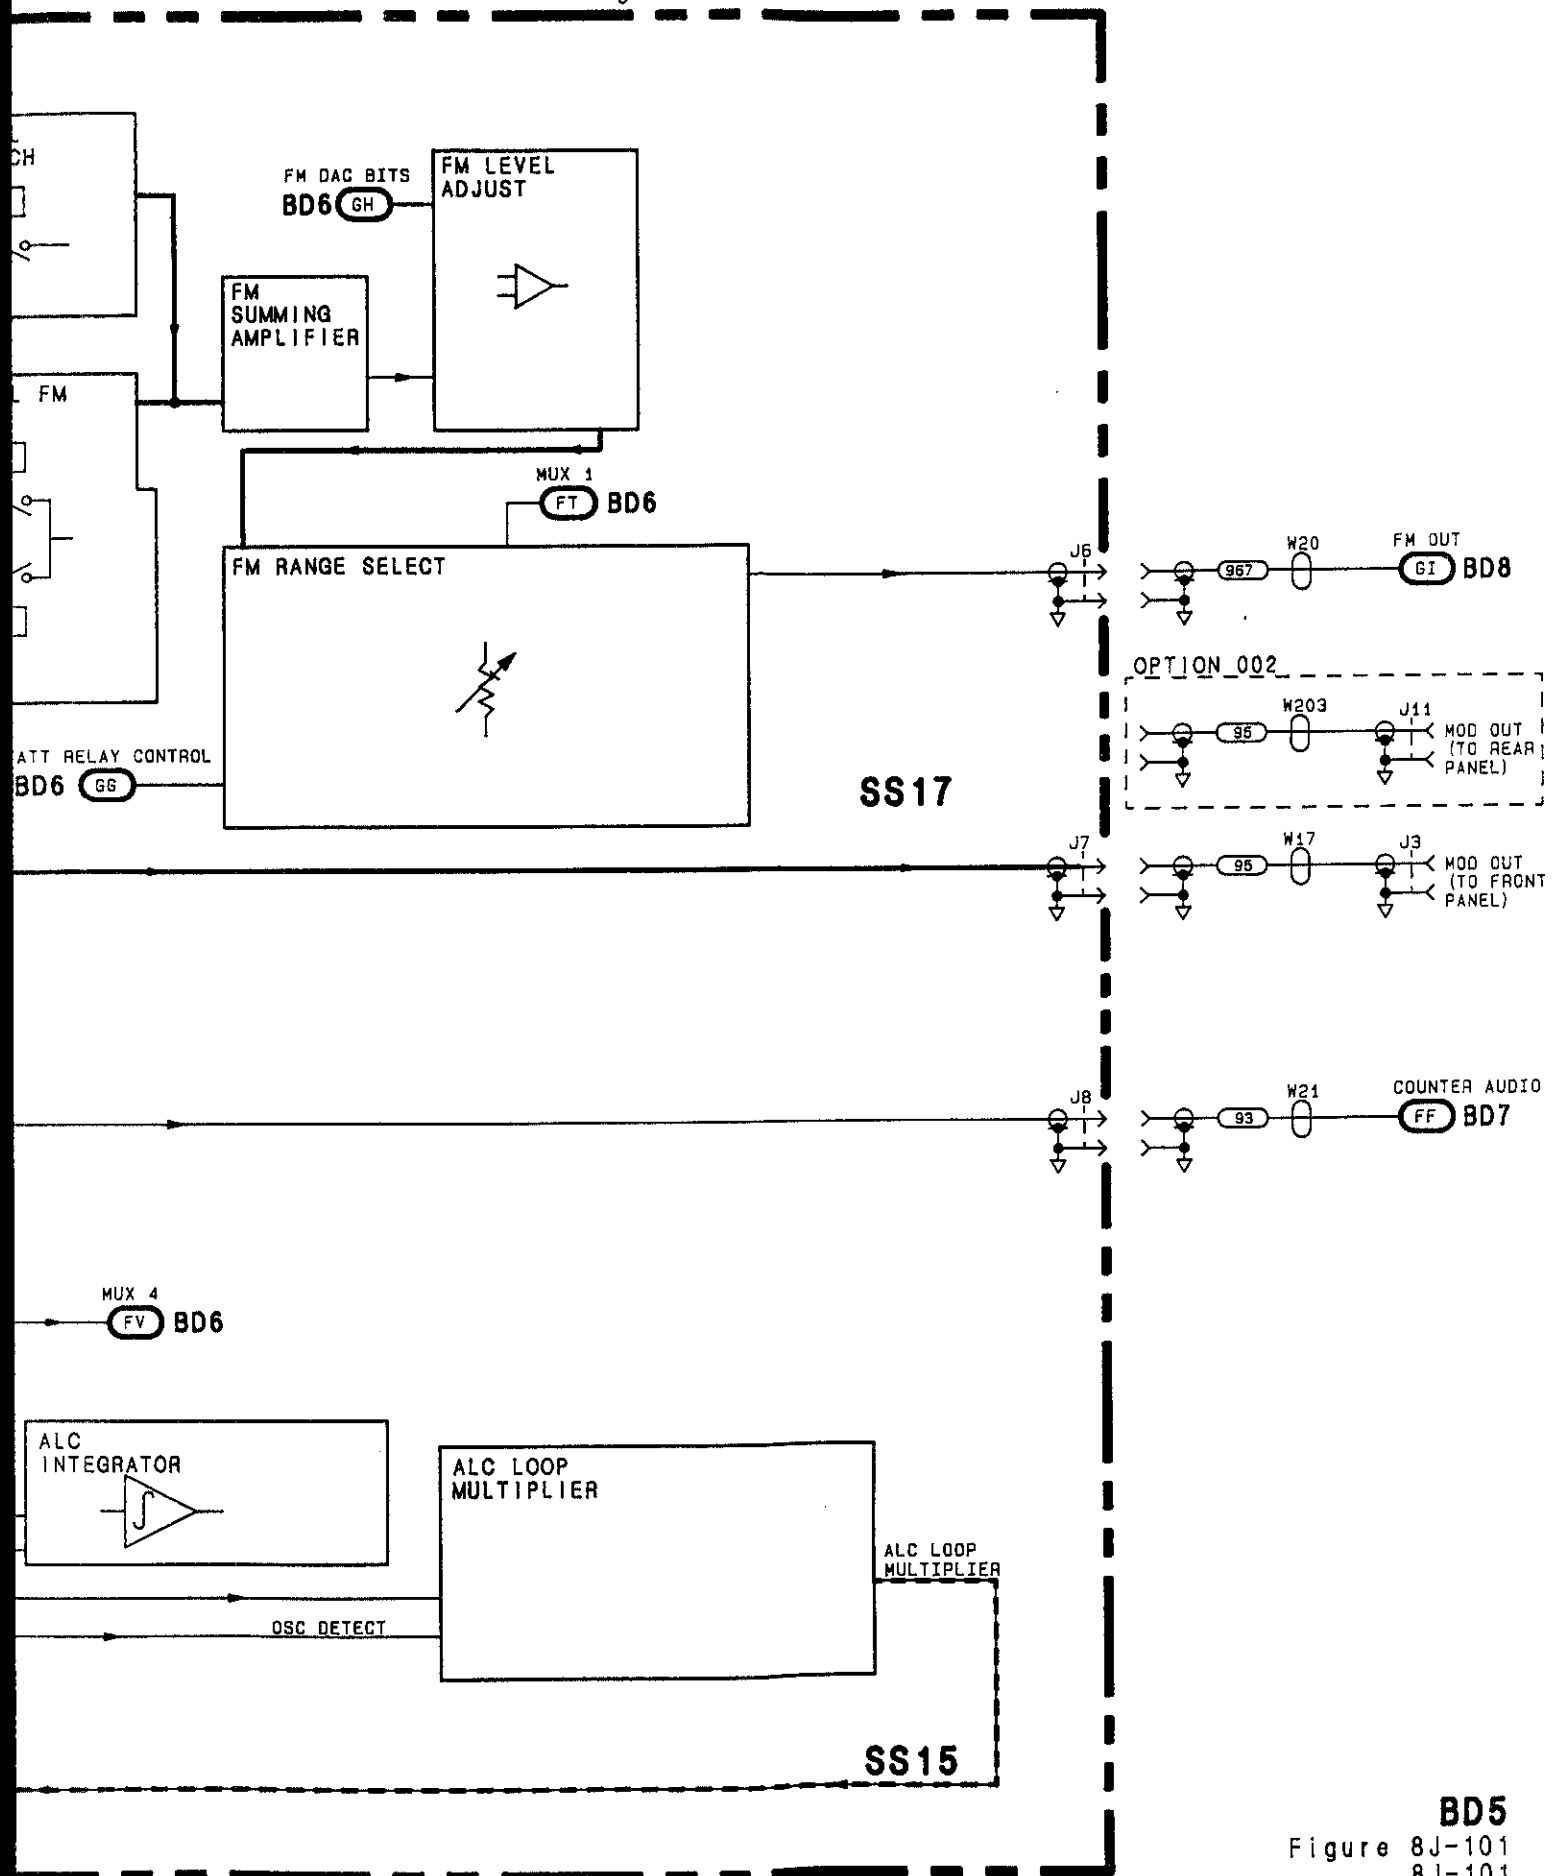 CH
FM DAC BITS
BD6 GH
FM LEVEL
ADJUST
FM
SUMMING
AMPLIFIER
FM
MUX 1
FT BD6
FM RANGE SELECT
ATT RELAY CONTROL
BD6 GG
SS17
J6
967
W20
FM OUT
GI BD8
OPTION 002
95
W203
J11
MOD OUT
(TO REAR
PANEL)
J7
95
W17
J3
MOD OUT
(TO FRONT
PANEL)
J8
93
W21
COUNTER AUDIO
FF BD7
MUX 4
FV BD6
ALC
INTEGRATOR
ALC LOOP
MULTIPLIER
ALC LOOP
MULTIPLIER
OSC DETECT
SS15
BD5
Figure 8J-101
8J-101